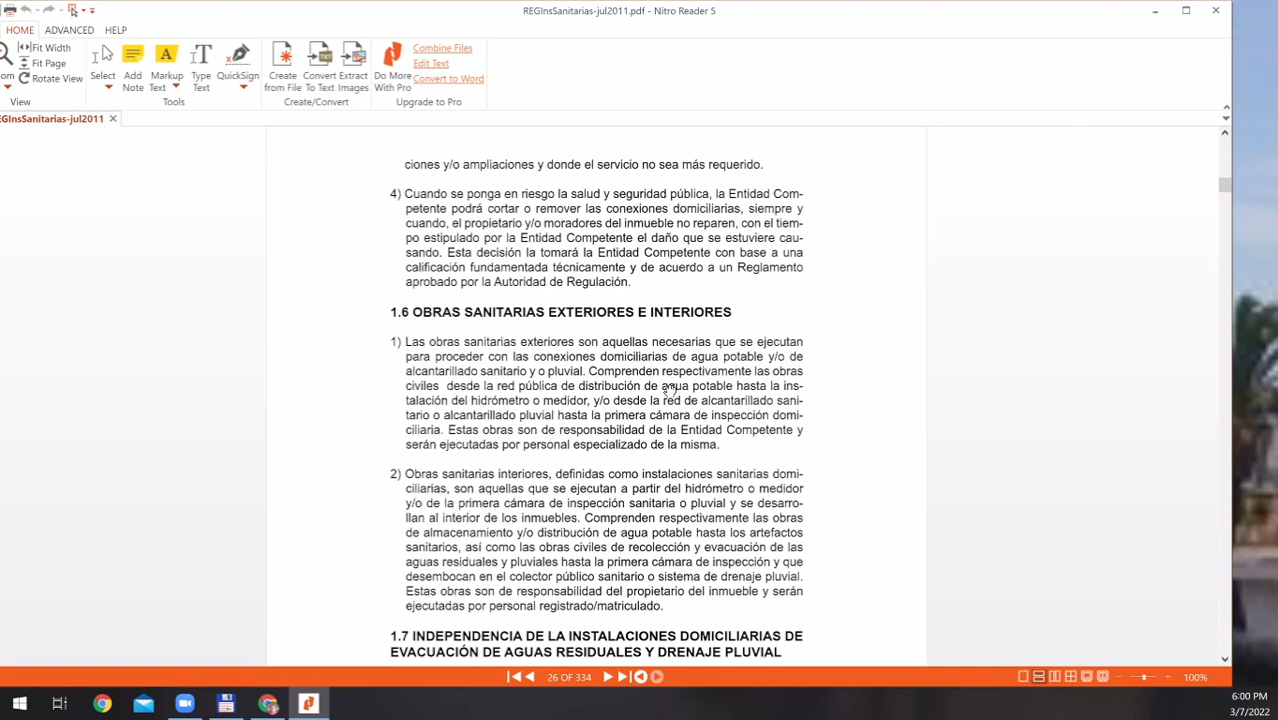 REGInsSanitarias-jul2011.pdf - Nitro Reader 5
HOME ADVANCED HELP
Fit Width
Fit Page
Rotate View
View
Select
Add Note
Markup Text
Type Text
QuickSign
Tools
Create from File
Convert To Text
Extract Images
Create/Convert
Do More With Pro
Combine Files
Edit Text
Convert to Word
Upgrade to Pro
EGInsSanitarias-jul2011
ciones y/o ampliaciones y donde el servicio no sea más requerido.
4) Cuando se ponga en riesgo la salud y seguridad pública, la Entidad Com-
petente podrá cortar o remover las conexiones domiciliarias, siempre y
cuando, el propietario y/o moradores del inmueble no reparen, con el tiem-
po estipulado por la Entidad Competente el daño que se estuviere cau-
sando. Esta decisión la tomará la Entidad Competente con base a una
calificación fundamentada técnicamente y de acuerdo a un Reglamento
aprobado por la Autoridad de Regulación.
1.6 OBRAS SANITARIAS EXTERIORES E INTERIORES
1) Las obras sanitarias exteriores son aquellas necesarias que se ejecutan
para proceder con las conexiones domiciliarias de agua potable y/o de
alcantarillado sanitario y o pluvial. Comprenden respectivamente las obras
civiles desde la red pública de distribución de agua potable hasta la ins-
talación del hidrómetro o medidor, y/o desde la red de alcantarillado sani-
tario o alcantarillado pluvial hasta la primera cámara de inspección domi-
ciliaria. Estas obras son de responsabilidad de la Entidad Competente y
serán ejecutadas por personal especializado de la misma.
2) Obras sanitarias interiores, definidas como instalaciones sanitarias domi-
ciliarias, son aquellas que se ejecutan a partir del hidrómetro o medidor
y/o de la primera cámara de inspección sanitaria o pluvial y se desarro-
llan al interior de los inmuebles. Comprenden respectivamente las obras
de almacenamiento y/o distribución de agua potable hasta los artefactos
sanitarios, así como las obras civiles de recolección y evacuación de las
aguas residuales y pluviales hasta la primera cámara de inspección y que
desembocan en el colector público sanitario o sistema de drenaje pluvial.
Estas obras son de responsabilidad del propietario del inmueble y serán
ejecutadas por personal registrado/matriculado.
1.7 INDEPENDENCIA DE LA INSTALACIONES DOMICILIARIAS DE
EVACUACIÓN DE AGUAS RESIDUALES Y DRENAJE PLUVIAL
26 OF 334
100%
6:00 PM
3/7/2022